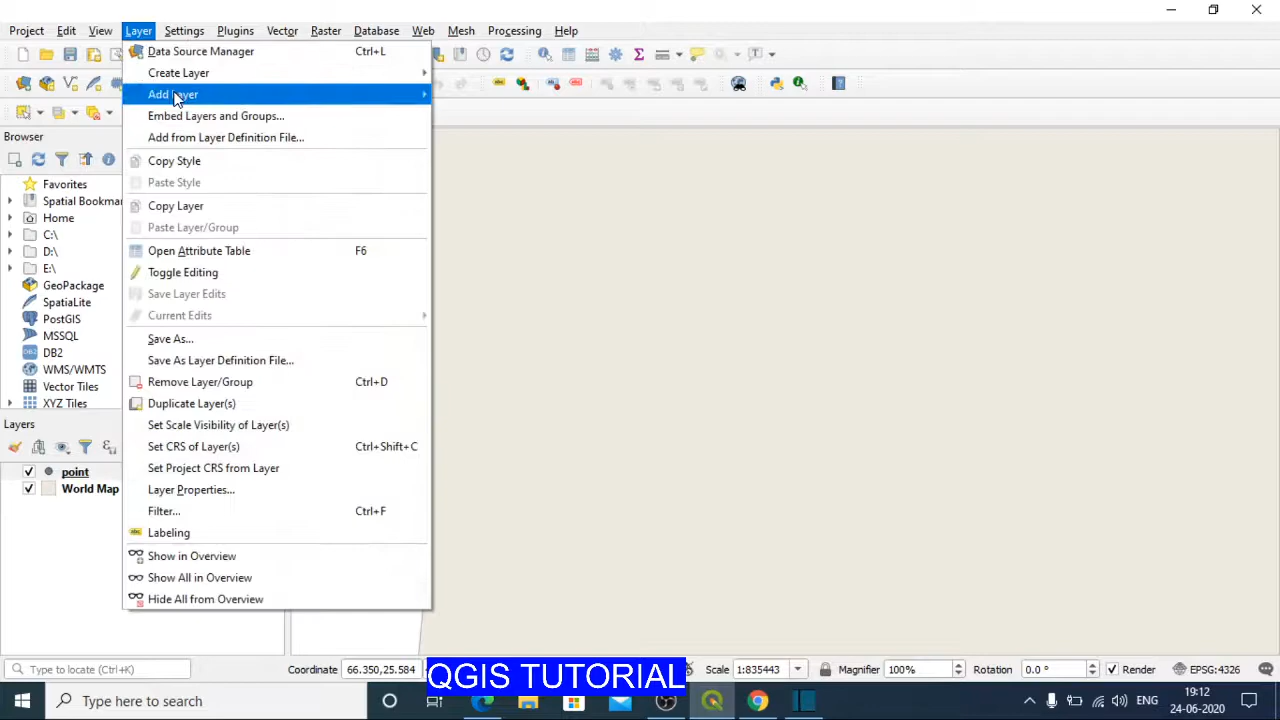 Project Edit View Layer Settings Plugins Vector Raster Database Web Mesh Processing Help
Data Source Manager Ctrl+L
Create Layer
Add Layer
Embed Layers and Groups...
Add from Layer Definition File...
Copy Style
Paste Style
Copy Layer
Paste Layer/Group
Open Attribute Table F6
Toggle Editing
Save Layer Edits
Current Edits
Save As...
Save As Layer Definition File...
Remove Layer/Group Ctrl+D
Duplicate Layer(s)
Set Scale Visibility of Layer(s)
Set CRS of Layer(s) Ctrl+Shift+C
Set Project CRS from Layer
Layer Properties...
Filter... Ctrl+F
Labeling
Show in Overview
Show All in Overview
Hide All from Overview
Browser
Favorites
Spatial Bookmar
Home
C:\
D:\
E:\
GeoPackage
SpatiaLite
PostGIS
MSSQL
DB2
WMS/WMTS
Vector Tiles
XYZ Tiles
Layers
point
World Map
Type to locate (Ctrl+K) Coordinate 66.350,25.584 Scale 1:835443 Magnifier 100% Rotation 0.0 ° Render EPSG:4326
QGIS TUTORIAL
Type here to search
ENG
19:12
24-06-2020